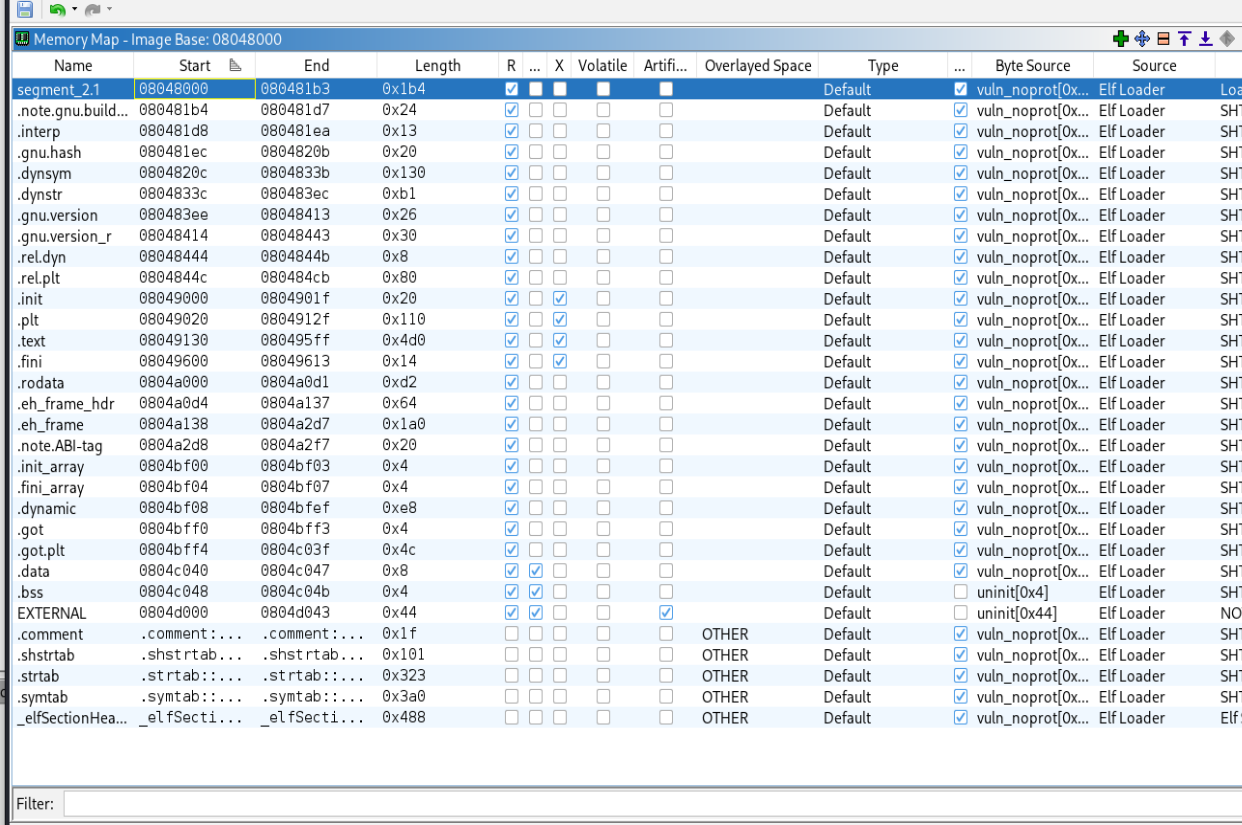 Memory Map - Image Base: 08048000
Name Start End Length R ... X Volatile Artifi... Overlayed Space Type ... Byte Source Source
segment_2.1 08048000 080481b3 0x1b4 Default vuln_noprot[0x... Elf Loader Loa
.note.gnu.build... 080481b4 080481d7 0x24 Default vuln_noprot[0x... Elf Loader SHT
.interp 080481d8 080481ea 0x13 Default vuln_noprot[0x... Elf Loader SHT
.gnu.hash 080481ec 0804820b 0x20 Default vuln_noprot[0x... Elf Loader SHT
.dynsym 0804820c 0804833b 0x130 Default vuln_noprot[0x... Elf Loader SHT
.dynstr 0804833c 080483ec 0xb1 Default vuln_noprot[0x... Elf Loader SHT
.gnu.version 080483ee 08048413 0x26 Default vuln_noprot[0x... Elf Loader SHT
.gnu.version_r 08048414 08048443 0x30 Default vuln_noprot[0x... Elf Loader SHT
.rel.dyn 08048444 0804844b 0x8 Default vuln_noprot[0x... Elf Loader SHT
.rel.plt 0804844c 080484cb 0x80 Default vuln_noprot[0x... Elf Loader SHT
.init 08049000 0804901f 0x20 Default vuln_noprot[0x... Elf Loader SHT
.plt 08049020 0804912f 0x110 Default vuln_noprot[0x... Elf Loader SHT
.text 08049130 080495ff 0x4d0 Default vuln_noprot[0x... Elf Loader SHT
.fini 08049600 08049613 0x14 Default vuln_noprot[0x... Elf Loader SHT
.rodata 0804a000 0804a0d1 0xd2 Default vuln_noprot[0x... Elf Loader SHT
.eh_frame_hdr 0804a0d4 0804a137 0x64 Default vuln_noprot[0x... Elf Loader SHT
.eh_frame 0804a138 0804a2d7 0x1a0 Default vuln_noprot[0x... Elf Loader SHT
.note.ABI-tag 0804a2d8 0804a2f7 0x20 Default vuln_noprot[0x... Elf Loader SHT
.init_array 0804bf00 0804bf03 0x4 Default vuln_noprot[0x... Elf Loader SHT
.fini_array 0804bf04 0804bf07 0x4 Default vuln_noprot[0x... Elf Loader SHT
.dynamic 0804bf08 0804bfef 0xe8 Default vuln_noprot[0x... Elf Loader SHT
.got 0804bff0 0804bff3 0x4 Default vuln_noprot[0x... Elf Loader SHT
.got.plt 0804bff4 0804c03f 0x4c Default vuln_noprot[0x... Elf Loader SHT
.data 0804c040 0804c047 0x8 Default vuln_noprot[0x... Elf Loader SHT
.bss 0804c048 0804c04b 0x4 Default uninit[0x4] Elf Loader SHT
EXTERNAL 0804d000 0804d043 0x44 Default uninit[0x44] Elf Loader NO
.comment .comment:... .comment:... 0x1f OTHER Default vuln_noprot[0x... Elf Loader SHT
.shstrtab .shstrtab... .shstrtab... 0x101 OTHER Default vuln_noprot[0x... Elf Loader SHT
.strtab .strtab::... .strtab::... 0x323 OTHER Default vuln_noprot[0x... Elf Loader SHT
.symtab .symtab::... .symtab::... 0x3a0 OTHER Default vuln_noprot[0x... Elf Loader SHT
_elfSectionHea... _elfSecti... _elfSecti... 0x488 OTHER Default vuln_noprot[0x... Elf Loader Elf
Filter: